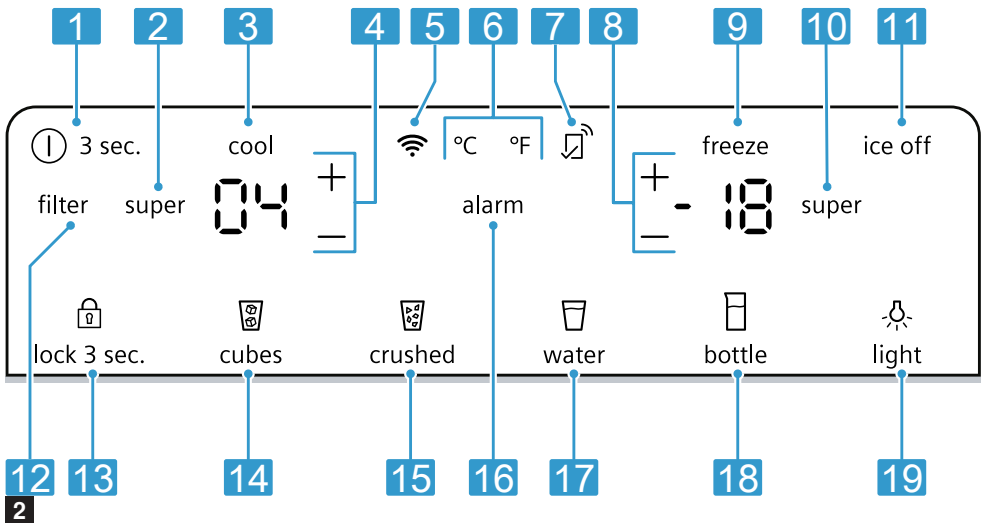 1 2 3 4 5 6 7 8 9 10 11
3 sec. cool °C °F freeze ice off
filter super 04 + − alarm + − -18 super
lock 3 sec. cubes crushed water bottle light
12 13 14 15 16 17 18 19
2